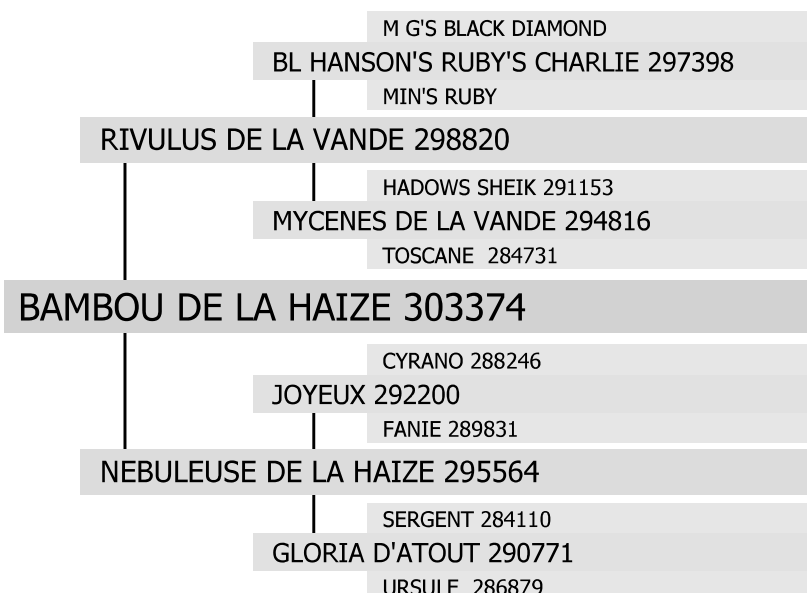 M G'S BLACK DIAMOND
BL HANSON'S RUBY'S CHARLIE 297398
MIN'S RUBY
RIVULUS DE LA VANDE 298820
HADOWS SHEIK 291153
MYCENES DE LA VANDE 294816
TOSCANE 284731
BAMBOU DE LA HAIZE 303374
CYRANO 288246
JOYEUX 292200
FANIE 289831
NEBULEUSE DE LA HAIZE 295564
SERGENT 284110
GLORIA D'ATOUT 290771
URSULE 286879